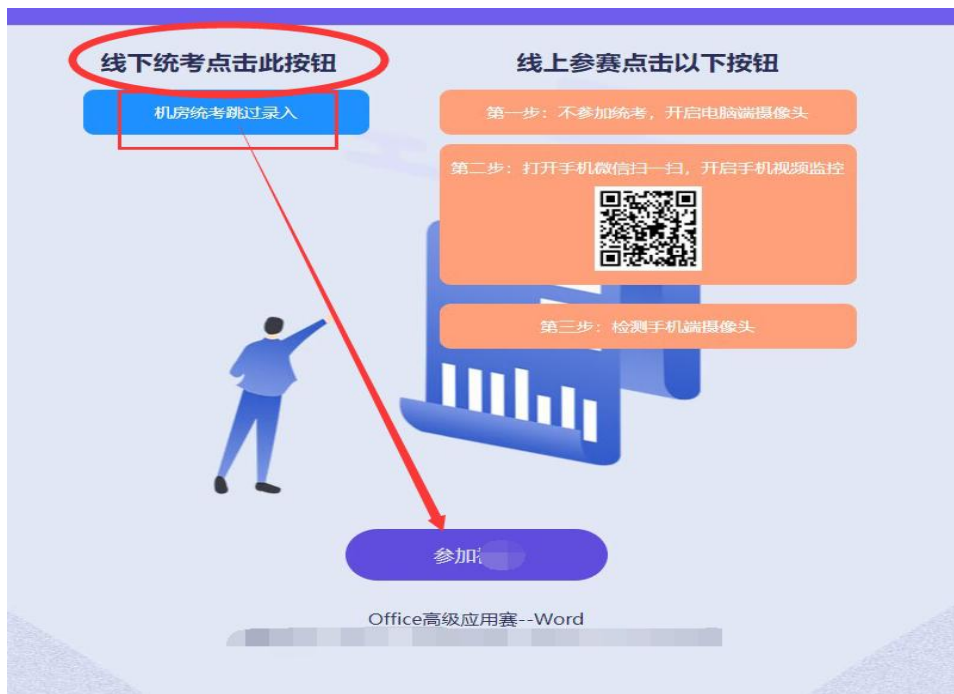 线下统考点击此按钮
机房统考跳过录入
线上参赛点击以下按钮
第一步：不参加统考，开启电脑端摄像头
第二步：打开手机微信扫一扫，开启手机视频监控
第三步：检测手机端摄像头
参加
Office高级应用赛--Word